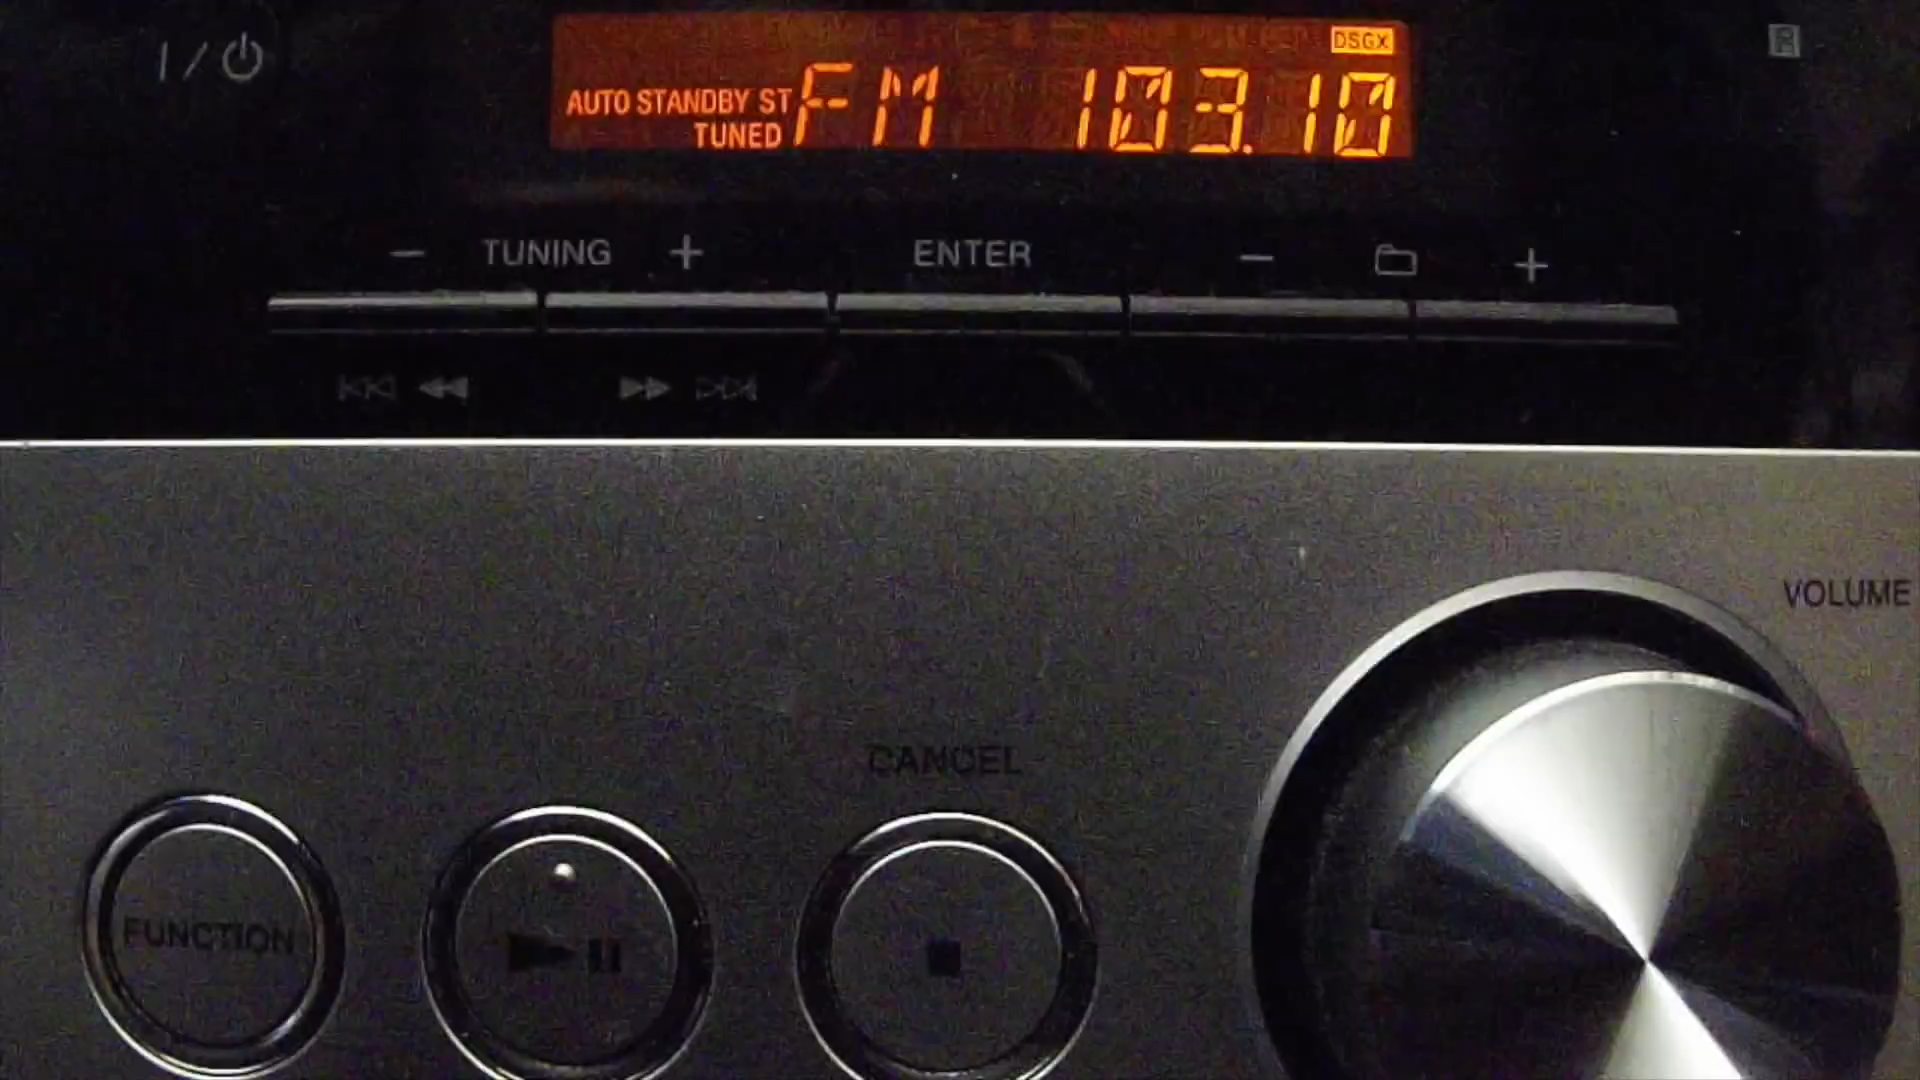 DSGX
AUTO STANDBY ST FM 103.10
TUNED
− TUNING +
ENTER
− +
VOLUME
CANCEL
FUNCTION